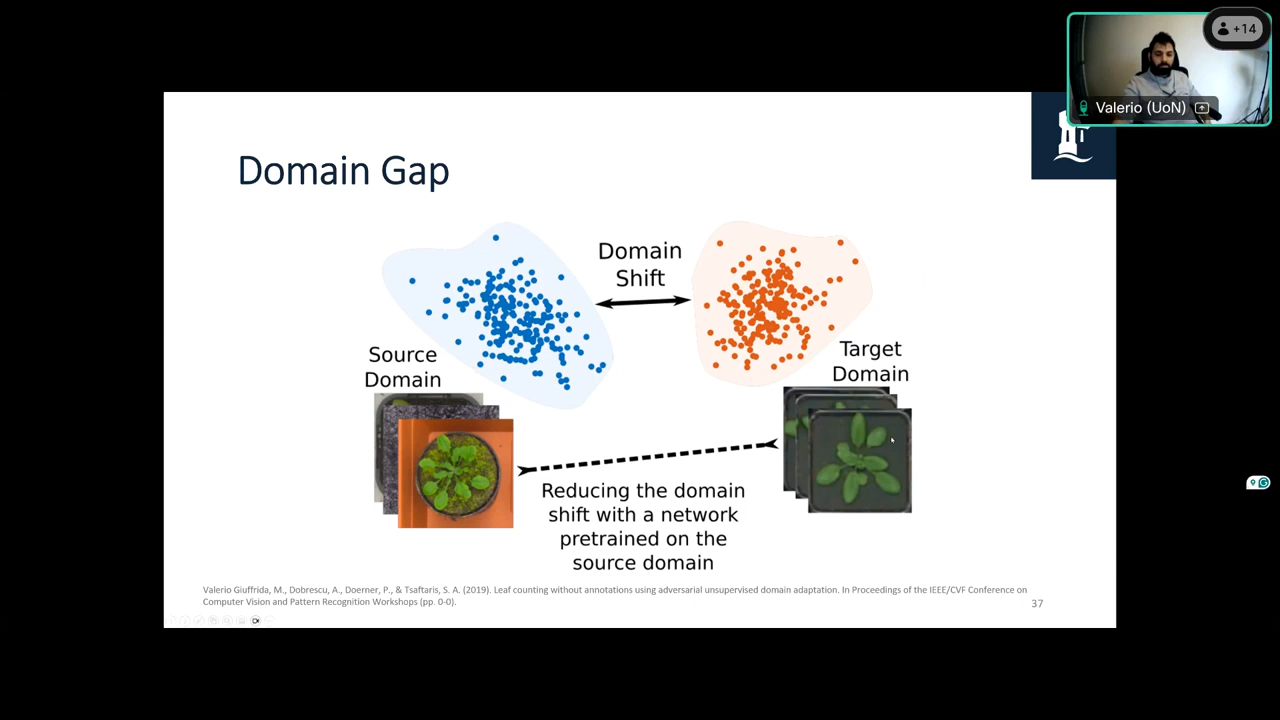 +14
Valerio (UoN)
Domain Gap
Domain
Shift
Source
Domain
Target
Domain
Reducing the domain
shift with a network
pretrained on the
source domain
Valerio Giuffrida, M., Dobrescu, A., Doerner, P., & Tsaftaris, S. A. (2019). Leaf counting without annotations using adversarial unsupervised domain adaptation. In Proceedings of the IEEE/CVF Conference on
Computer Vision and Pattern Recognition Workshops (pp. 0-0).
37